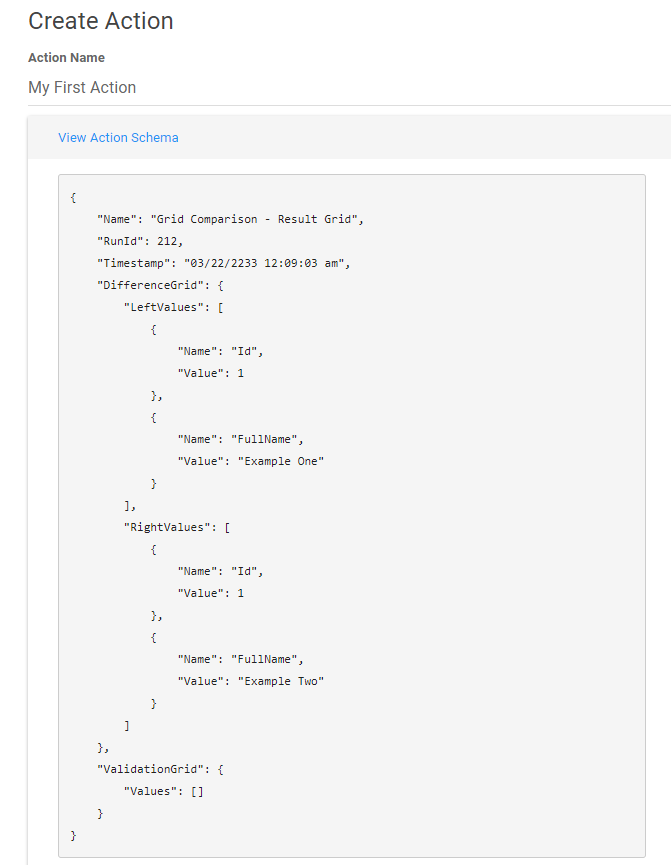 Create Action
Action Name
My First Action
View Action Schema
{
    "Name": "Grid Comparison - Result Grid",
    "RunId": 212,
    "Timestamp": "03/22/2233 12:09:03 am",
    "DifferenceGrid": {
        "LeftValues": [
            {
                "Name": "Id",
                "Value": 1
            },
            {
                "Name": "FullName",
                "Value": "Example One"
            }
        ],
        "RightValues": [
            {
                "Name": "Id",
                "Value": 1
            },
            {
                "Name": "FullName",
                "Value": "Example Two"
            }
        ]
    },
    "ValidationGrid": {
        "Values": []
    }
}